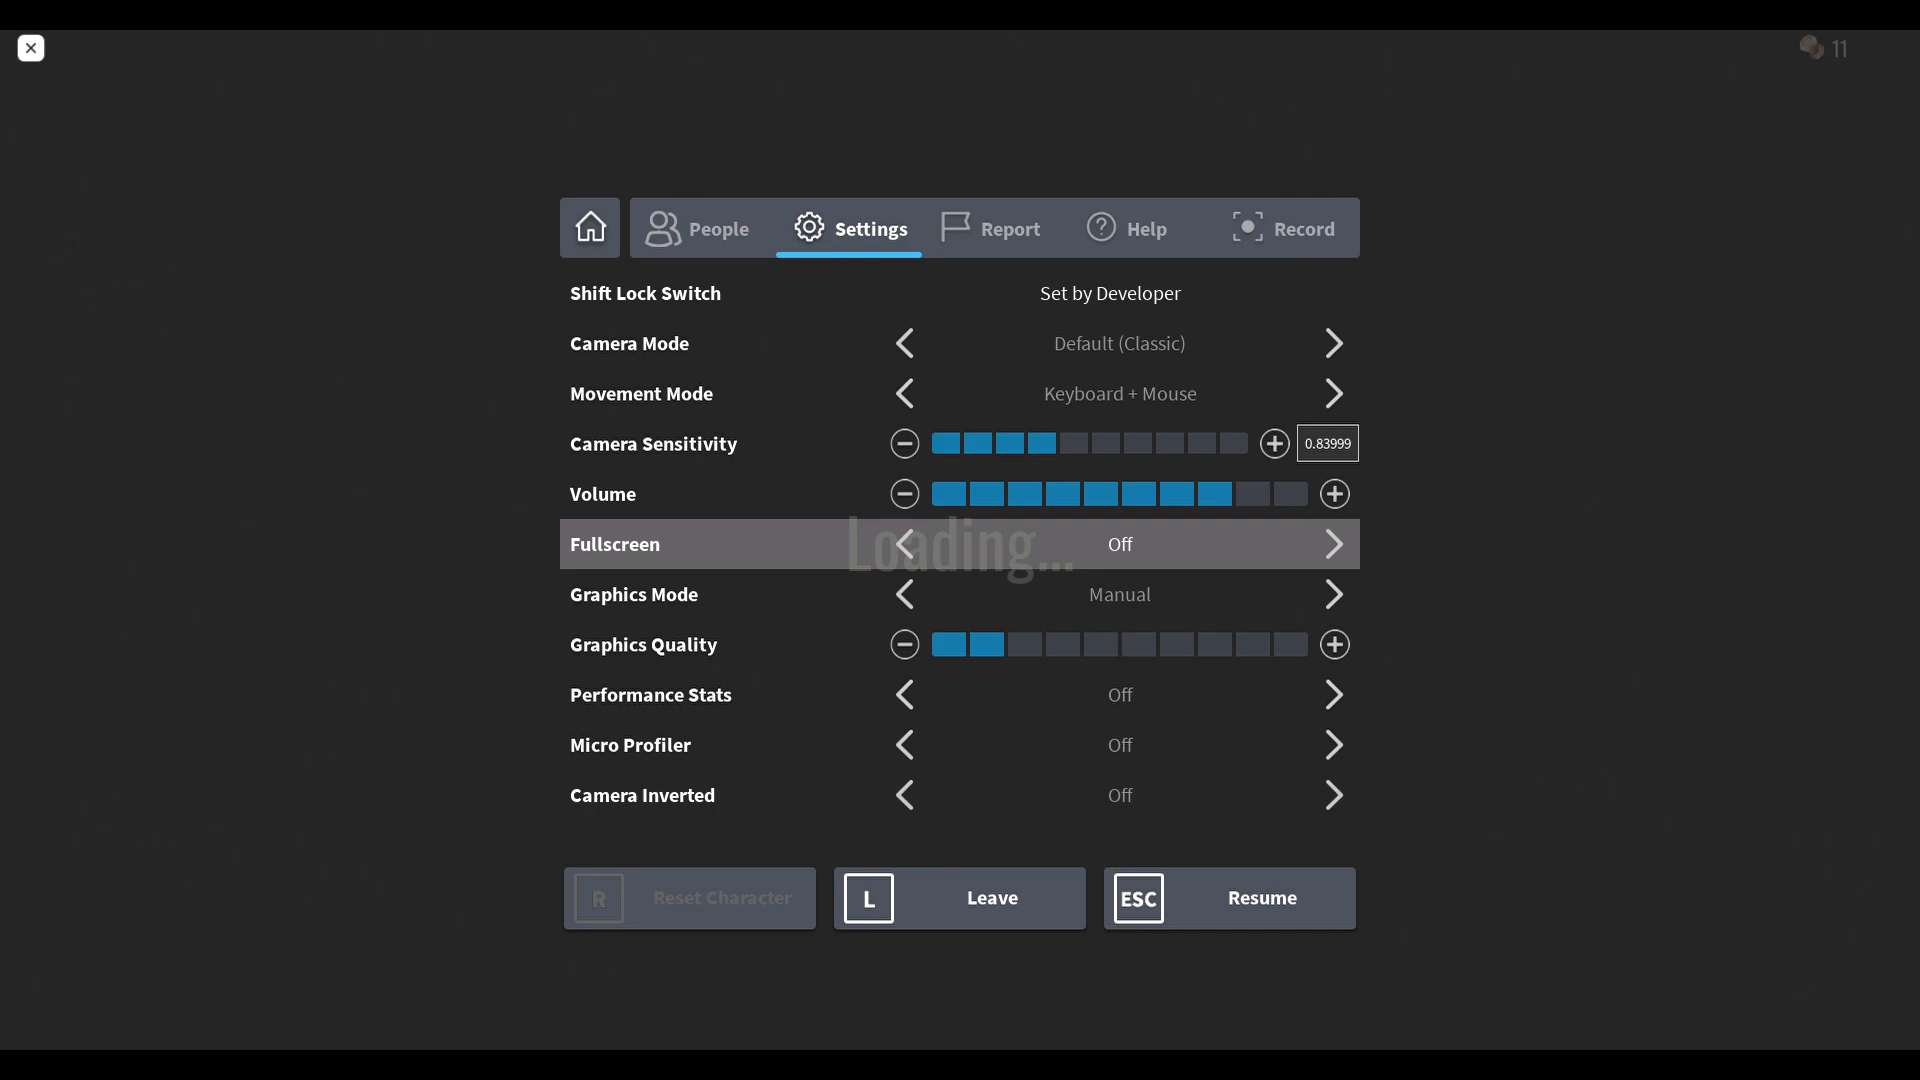 11
People Settings Report Help Record
Shift Lock Switch Set by Developer
Camera Mode Default (Classic)
Movement Mode Keyboard + Mouse
Camera Sensitivity 0.83999
Volume
Loading...
Fullscreen Off
Graphics Mode Manual
Graphics Quality
Performance Stats Off
Micro Profiler Off
Camera Inverted Off
R Reset Character L Leave ESC Resume